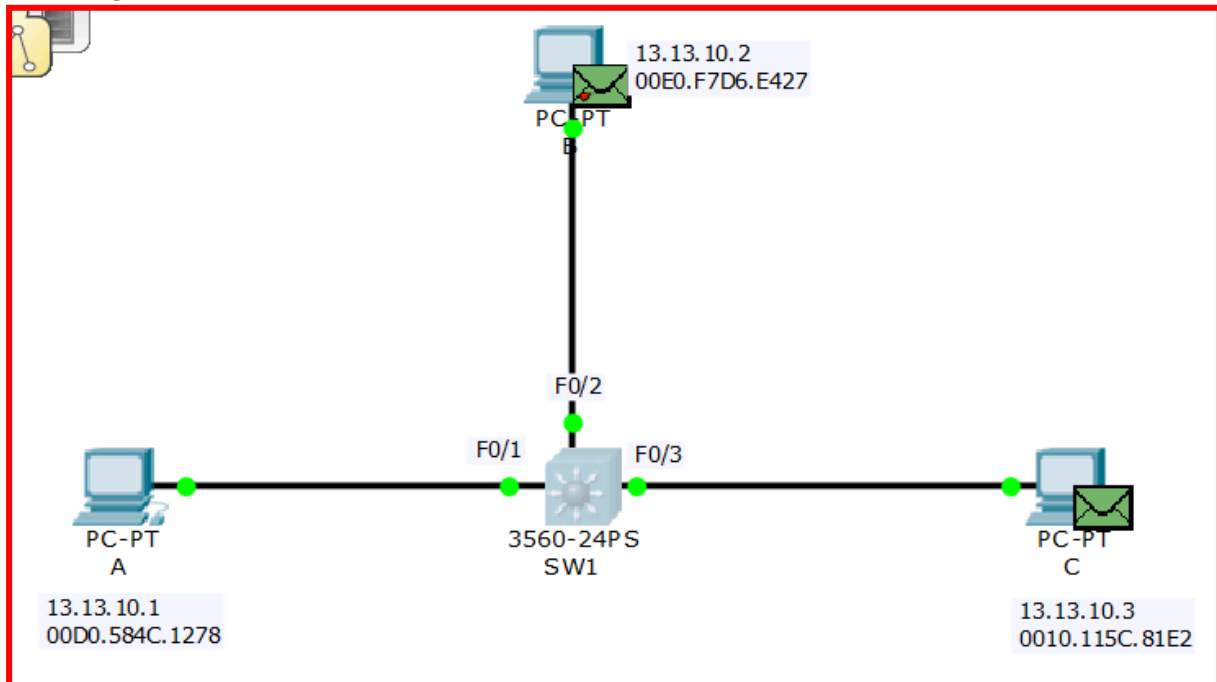 13.13.10.2
00E0.F7D6.E427
PC-PT
B
F0/2
F0/1
F0/3
PC-PT
A
3560-24PS
SW1
PC-PT
C
13.13.10.1
00D0.584C.1278
13.13.10.3
0010.115C.81E2